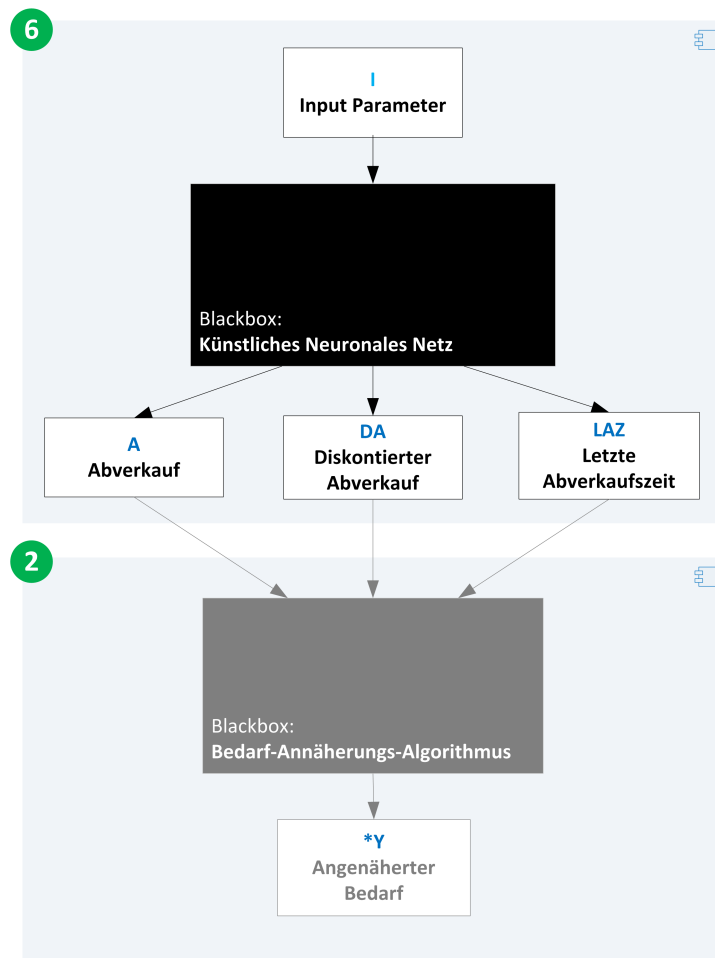 6
I
Input Parameter
Blackbox:
Künstliches Neuronales Netz
A
Abverkauf
DA
Diskontierter
Abverkauf
LAZ
Letzte
Abverkaufszeit
2
Blackbox:
Bedarf-Annäherungs-Algorithmus
*Y
Angenäherter
Bedarf